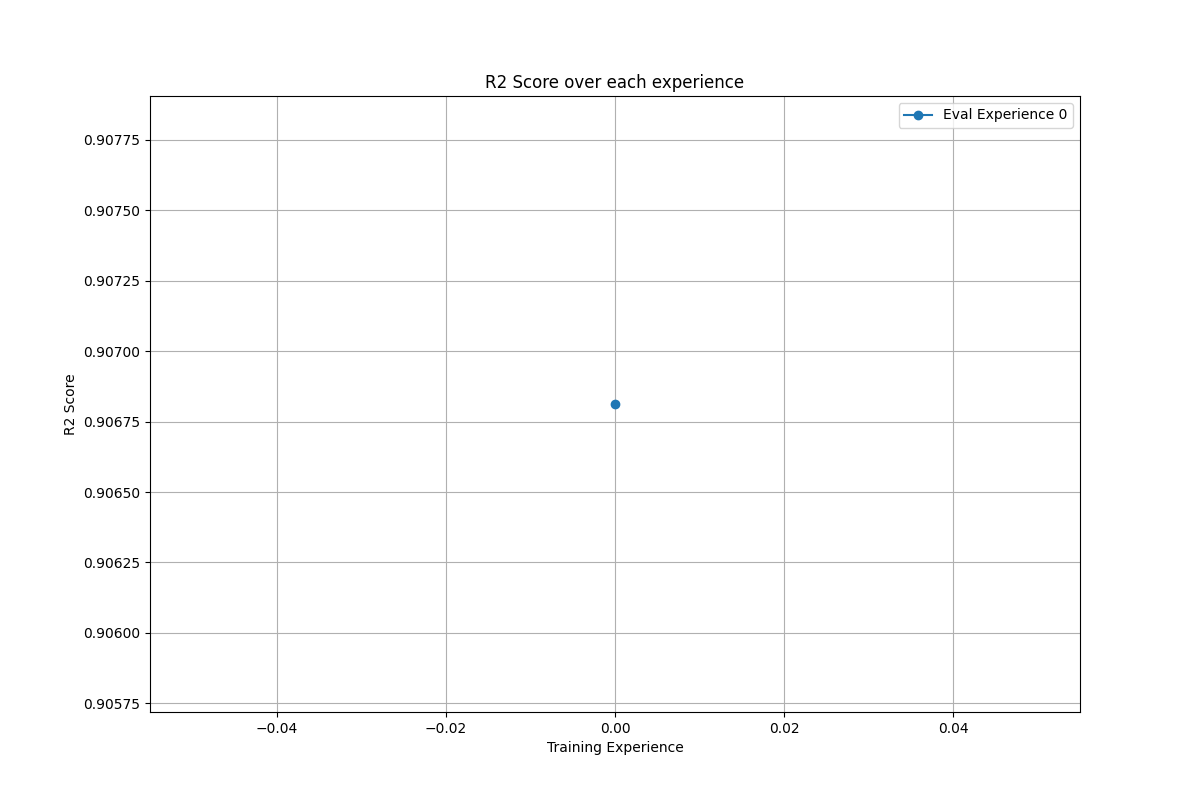 R2 Score over each experience
Eval Experience 0
R2 Score
0.90775
0.90750
0.90725
0.90700
0.90675
0.90650
0.90625
0.90600
0.90575
−0.04 −0.02 0.00 0.02 0.04
Training Experience